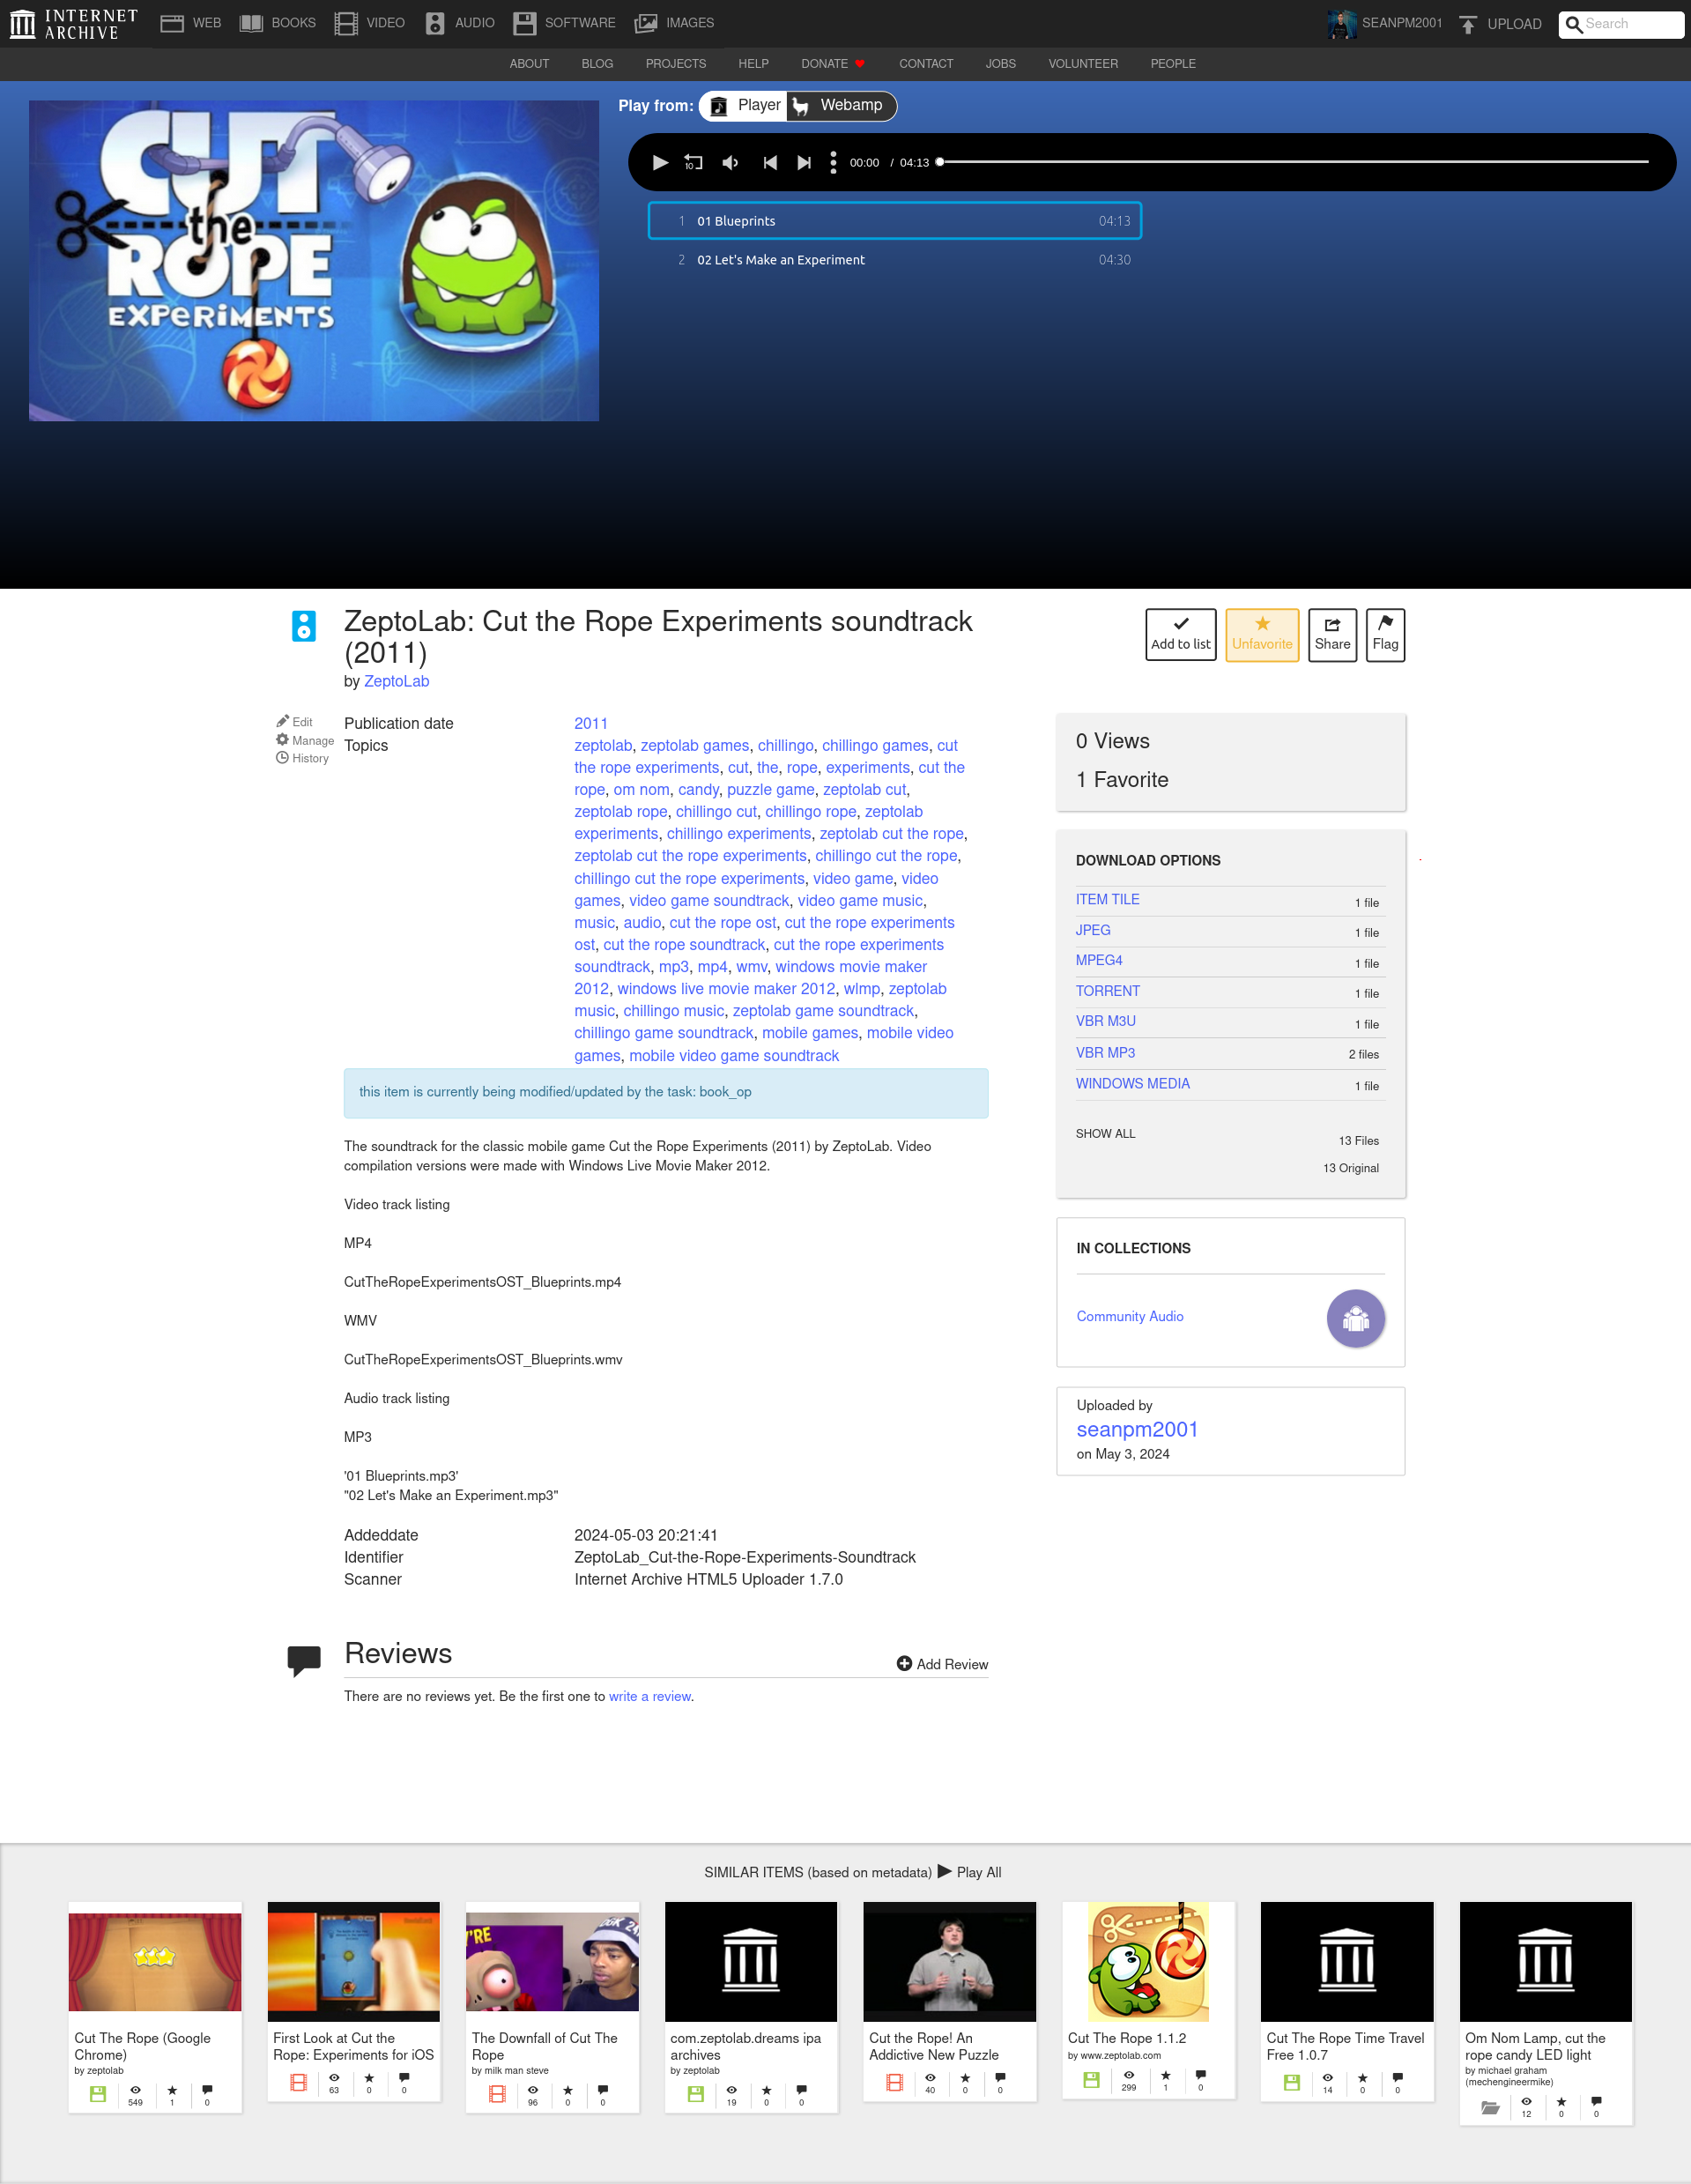 INTERNET ARCHIVE
WEB BOOKS VIDEO AUDIO SOFTWARE IMAGES SEANPM2001 UPLOAD Search
ABOUT BLOG PROJECTS HELP DONATE CONTACT JOBS VOLUNTEER PEOPLE
CUT
the
ROPE
EXPERIMENTS
Play from: Player Webamp
10 00:00 / 04:13
1 01 Blueprints 04:13
2 02 Let's Make an Experiment 04:30
ZeptoLab: Cut the Rope Experiments soundtrack
(2011)
by ZeptoLab
Add to list Unfavorite Share Flag
Edit
Manage
History
Publication date 2011
Topics zeptolab, zeptolab games, chillingo, chillingo games, cut
the rope experiments, cut, the, rope, experiments, cut the
rope, om nom, candy, puzzle game, zeptolab cut,
zeptolab rope, chillingo cut, chillingo rope, zeptolab
experiments, chillingo experiments, zeptolab cut the rope,
zeptolab cut the rope experiments, chillingo cut the rope,
chillingo cut the rope experiments, video game, video
games, video game soundtrack, video game music,
music, audio, cut the rope ost, cut the rope experiments
ost, cut the rope soundtrack, cut the rope experiments
soundtrack, mp3, mp4, wmv, windows movie maker
2012, windows live movie maker 2012, wlmp, zeptolab
music, chillingo music, zeptolab game soundtrack,
chillingo game soundtrack, mobile games, mobile video
games, mobile video game soundtrack
this item is currently being modified/updated by the task: book_op
The soundtrack for the classic mobile game Cut the Rope Experiments (2011) by ZeptoLab. Video
compilation versions were made with Windows Live Movie Maker 2012.
Video track listing
MP4
CutTheRopeExperimentsOST_Blueprints.mp4
WMV
CutTheRopeExperimentsOST_Blueprints.wmv
Audio track listing
MP3
'01 Blueprints.mp3'
"02 Let's Make an Experiment.mp3"
Addeddate 2024-05-03 20:21:41
Identifier ZeptoLab_Cut-the-Rope-Experiments-Soundtrack
Scanner Internet Archive HTML5 Uploader 1.7.0
0 Views
1 Favorite
DOWNLOAD OPTIONS
ITEM TILE 1 file
JPEG 1 file
MPEG4 1 file
TORRENT 1 file
VBR M3U 1 file
VBR MP3 2 files
WINDOWS MEDIA 1 file
SHOW ALL 13 Files
13 Original
IN COLLECTIONS
Community Audio
Uploaded by
seanpm2001
on May 3, 2024
Reviews
Add Review
There are no reviews yet. Be the first one to write a review.
SIMILAR ITEMS (based on metadata) Play All
Cut The Rope (Google
Chrome)
by zeptolab
549 1 0
First Look at Cut the
Rope: Experiments for iOS
63 0 0
The Downfall of Cut The
Rope
by milk man steve
96 0 0
com.zeptolab.dreams ipa
archives
by zeptolab
19 0 0
Cut the Rope! An
Addictive New Puzzle
40 0 0
Cut The Rope 1.1.2
by www.zeptolab.com
299 1 0
Cut The Rope Time Travel
Free 1.0.7
14 0 0
Om Nom Lamp, cut the
rope candy LED light
by michael graham
(mechengineermike)
12 0 0